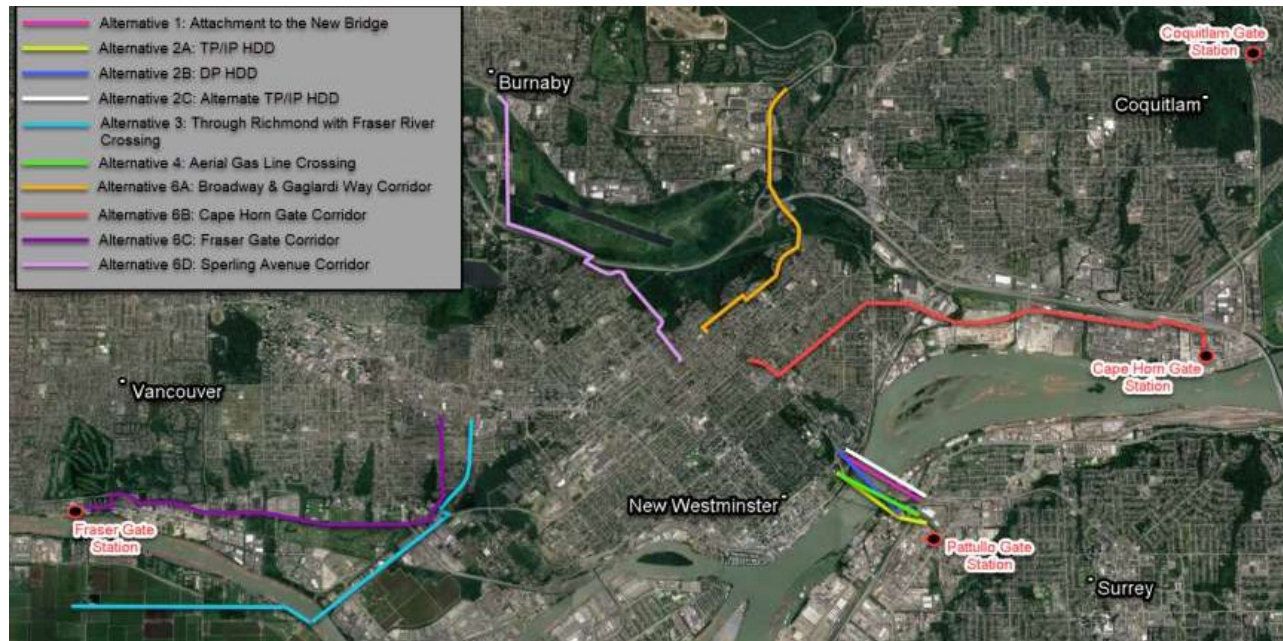 Alternative 1: Attachment to the New Bridge
Alternative 2A: TP/IP HDD
Alternative 2B: DP HDD
Alternative 2C: Alternate TP/IP HDD
Alternative 3: Through Richmond with Fraser River
Crossing
Alternative 4: Aerial Gas Line Crossing
Alternative 6A: Broadway & Gaglardi Way Corridor
Alternative 6B: Cape Horn Gate Corridor
Alternative 6C: Fraser Gate Corridor
Alternative 6D: Sperling Avenue Corridor
Coquitlam Gate
Station
Burnaby
Coquitlam
Cape Horn Gate
Station
Vancouver
New Westminster
Fraser Gate
Station
Pattullo Gate
Station
Surrey